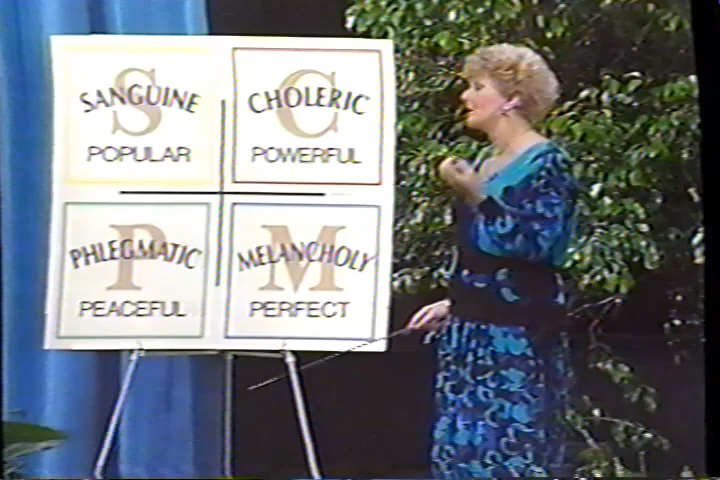 S
SANGUINE
POPULAR
C
CHOLERIC
POWERFUL
P
PHLEGMATIC
PEACEFUL
M
MELANCHOLY
PERFECT